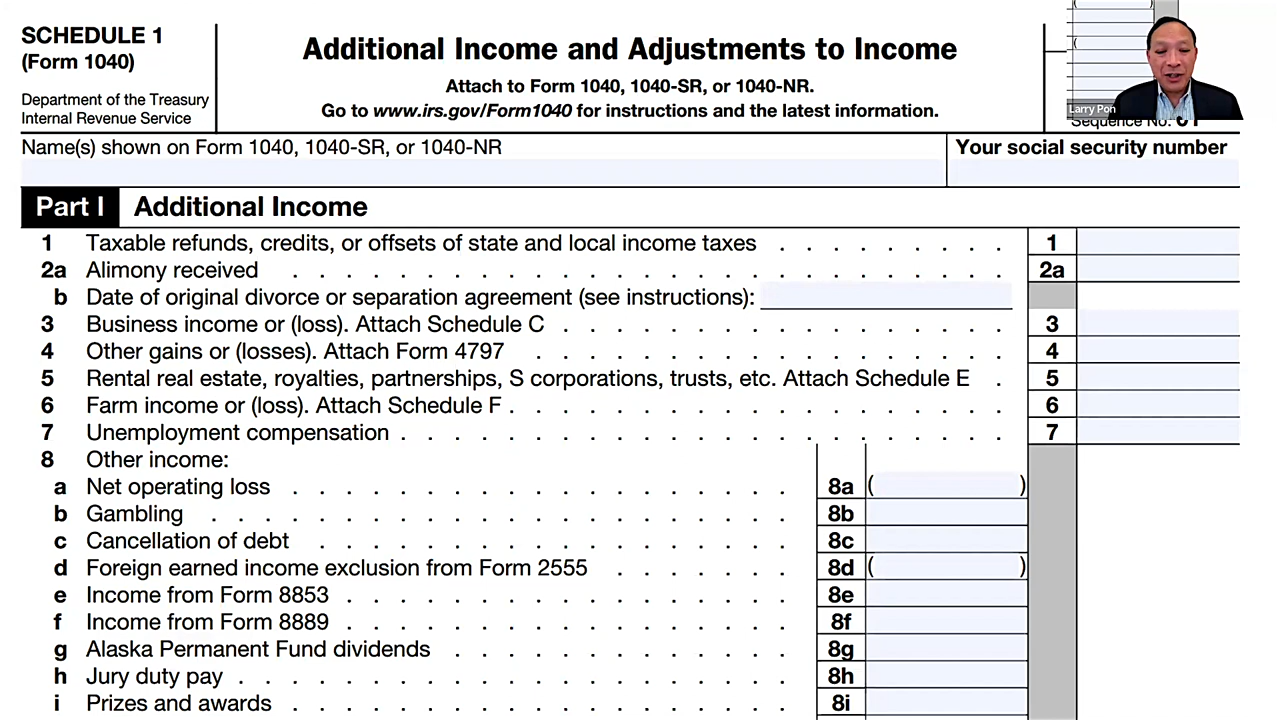 SCHEDULE 1
(Form 1040)
Department of the Treasury
Internal Revenue Service
Additional Income and Adjustments to Income
Attach to Form 1040, 1040-SR, or 1040-NR.
Go to www.irs.gov/Form1040 for instructions and the latest information.
Larry Pon
Sequence No. 01
Name(s) shown on Form 1040, 1040-SR, or 1040-NR
Your social security number
Part I Additional Income
1 Taxable refunds, credits, or offsets of state and local income taxes . . . . . . . . . 1
2a Alimony received . . . . . . . . . . . . . . . . . . . . . . . . . . . 2a
b Date of original divorce or separation agreement (see instructions):
3 Business income or (loss). Attach Schedule C . . . . . . . . . . . . . . . . . 3
4 Other gains or (losses). Attach Form 4797 . . . . . . . . . . . . . . . . . . 4
5 Rental real estate, royalties, partnerships, S corporations, trusts, etc. Attach Schedule E . 5
6 Farm income or (loss). Attach Schedule F . . . . . . . . . . . . . . . . . . . 6
7 Unemployment compensation . . . . . . . . . . . . . . . . . . . . . . . 7
8 Other income:
a Net operating loss . . . . . . . . . . . . . . . . . . . 8a ( )
b Gambling . . . . . . . . . . . . . . . . . . . . . . 8b
c Cancellation of debt . . . . . . . . . . . . . . . . . . 8c
d Foreign earned income exclusion from Form 2555 . . . . . . . 8d ( )
e Income from Form 8853 . . . . . . . . . . . . . . . . . 8e
f Income from Form 8889 . . . . . . . . . . . . . . . . . 8f
g Alaska Permanent Fund dividends . . . . . . . . . . . . . 8g
h Jury duty pay . . . . . . . . . . . . . . . . . . . . . 8h
i Prizes and awards . . . . . . . . . . . . . . . . . . . 8i